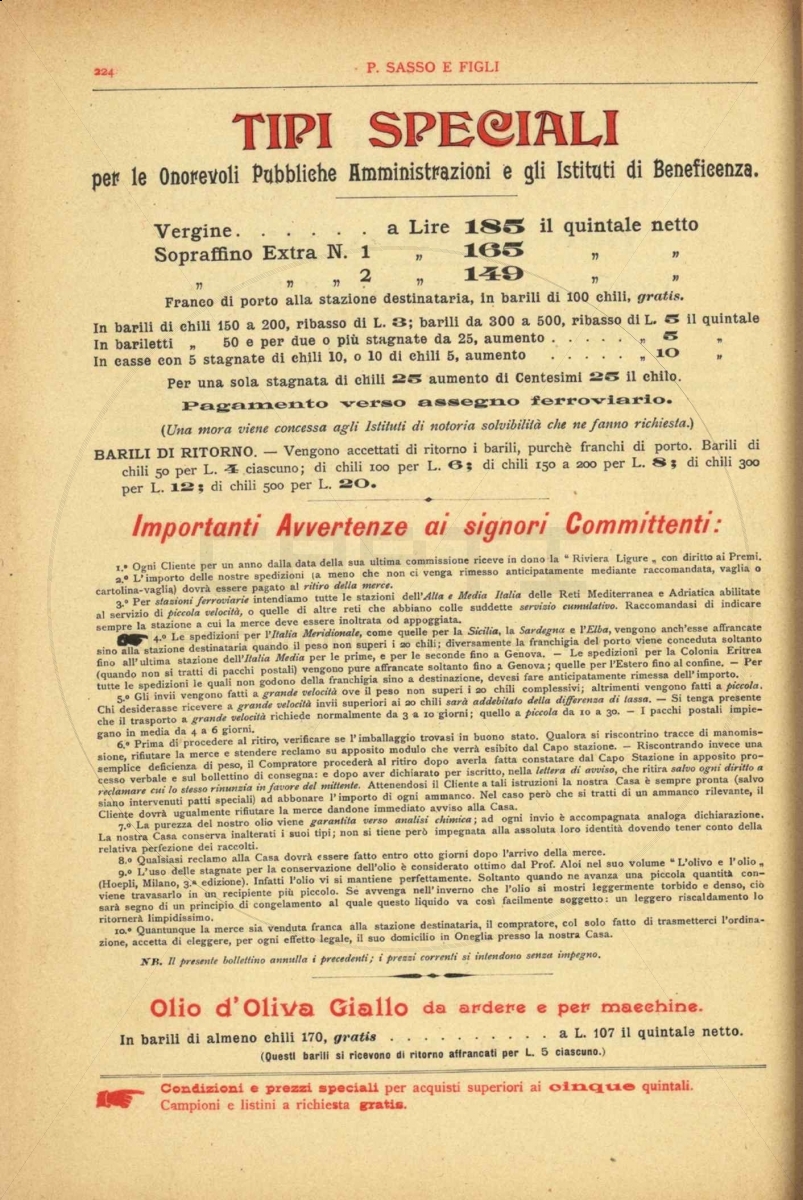 224
P. SASSO E FIGLI
TIPI SPECIALI
per le Onorevoli Pubbliche Amministrazioni e gli Istituti di Beneficenza.
Vergine. . . . . . . a Lire 185 il quintale netto
Sopraffino Extra N. 1 „ 165 „ „
„ „ „ 2 „ 149 „ „
Franco di porto alla stazione destinataria, in barili di 100 chili, gratis.
In barili di chili 150 a 200, ribasso di L. 3; barili da 300 a 500, ribasso di L. 5 il quintale
In bariletti „ 50 e per due o più stagnate da 25, aumento . . . . . „ 5 „
In casse con 5 stagnate di chili 10, o 10 di chili 5, aumento . . . . . „ 10 „
Per una sola stagnata di chili 25 aumento di Centesimi 25 il chilo.
Pagamento verso assegno ferroviario.
(Una mora viene concessa agli Istituti di notoria solvibilità che ne fanno richiesta.)
BARILI DI RITORNO. — Vengono accettati di ritorno i barili, purchè franchi di porto. Barili di
chili 50 per L. 4 ciascuno; di chili 100 per L. 6; di chili 150 a 200 per L. 8; di chili 300
per L. 12; di chili 500 per L. 20.
Importanti Avvertenze ai signori Committenti:
1.º Ogni Cliente per un anno dalla data della sua ultima commissione riceve in dono la “ Riviera Ligure „ con diritto ai Premi.
2.º L'importo delle nostre spedizioni (a meno che non ci venga rimesso anticipatamente mediante raccomandata, vaglia o
cartolina-vaglia) dovrà essere pagato al ritiro della merce.
3.º Per stazioni ferroviarie intendiamo tutte le stazioni dell'Alta e Media Italia delle Reti Mediterranea e Adriatica abilitate
al servizio di piccola velocità, o quelle di altre reti che abbiano colle suddette servizio cumulativo. Raccomandasi di indicare
sempre la stazione a cui la merce deve essere inoltrata od appoggiata.
4.º Le spedizioni per l'Italia Meridionale, come quelle per la Sicilia, la Sardegna e l'Elba, vengono anch'esse affrancate
sino alla stazione destinataria quando il peso non superi i 20 chili; diversamente la franchigia del porto viene conceduta soltanto
fino all'ultima stazione dell'Italia Media per le prime, e per le seconde fino a Genova. — Le spedizioni per la Colonia Eritrea
(quando non si tratti di pacchi postali) vengono pure affrancate soltanto fino a Genova; quelle per l'Estero fino al confine. — Per
tutte le spedizioni le quali non godono della franchigia sino a destinazione, devesi fare anticipatamente rimessa dell'importo.
5.º Gli invii vengono fatti a grande velocità ove il peso non superi i 20 chili complessivi; altrimenti vengono fatti a piccola.
Chi desiderasse ricevere a grande velocità invii superiori ai 20 chili sarà addebitato della differenza di tassa. — Si tenga presente
che il trasporto a grande velocità richiede normalmente da 3 a 10 giorni; quello a piccola da 10 a 30. — I pacchi postali impie-
gano in media da 4 a 6 giorni.
6.º Prima di procedere al ritiro, verificare se l'imballaggio trovasi in buono stato. Qualora si riscontrino tracce di manomis-
sione, rifiutare la merce e stendere reclamo su apposito modulo che verrà esibito dal Capo stazione. — Riscontrando invece una
semplice deficienza di peso, il Compratore procederà al ritiro dopo averla fatta constatare dal Capo Stazione in apposito pro-
cesso verbale e sul bollettino di consegna: e dopo aver dichiarato per iscritto, nella lettera di avviso, che ritira salvo ogni diritto a
reclamare cui lo stesso rinunzia in favore del mittente. Attenendosi il Cliente a tali istruzioni la nostra Casa è sempre pronta (salvo
siano intervenuti patti speciali) ad abbonare l'importo di ogni ammanco. Nel caso però che si tratti di un ammanco rilevante, il
Cliente dovrà ugualmente rifiutare la merce dandone immediato avviso alla Casa.
7.º La purezza del nostro olio viene garantita verso analisi chimica; ad ogni invio è accompagnata analoga dichiarazione.
La nostra Casa conserva inalterati i suoi tipi; non si tiene però impegnata alla assoluta loro identità dovendo tener conto della
relativa perfezione dei raccolti.
8.º Qualsiasi reclamo alla Casa dovrà essere fatto entro otto giorni dopo l'arrivo della merce.
9.º L'uso delle stagnate per la conservazione dell'olio è considerato ottimo dal Prof. Aloi nel suo volume “ L'olivo e l'olio „
(Hoepli, Milano, 3.ª edizione). Infatti l'olio vi si mantiene perfettamente. Soltanto quando ne avanza una piccola quantità con-
viene travasarlo in un recipiente più piccolo. Se avvenga nell'inverno che l'olio si mostri leggermente torbido e denso, ciò
sarà segno di un principio di congelamento al quale questo liquido va così facilmente soggetto: un leggero riscaldamento lo
ritornerà limpidissimo.
10.º Quantunque la merce sia venduta franca alla stazione destinataria, il compratore, col solo fatto di trasmetterci l'ordina-
zione, accetta di eleggere, per ogni effetto legale, il suo domicilio in Oneglia presso la nostra Casa.
NB. Il presente bollettino annulla i precedenti; i prezzi correnti si intendono senza impegno.
Olio d'Oliva Giallo da ardere e per macchine.
In barili di almeno chili 170, gratis . . . . . . . . . . a L. 107 il quintale netto.
(Questi barili si ricevono di ritorno affrancati per L. 5 ciascuno.)
Condizioni e prezzi speciali per acquisti superiori ai cinque quintali.
Campioni e listini a richiesta gratis.